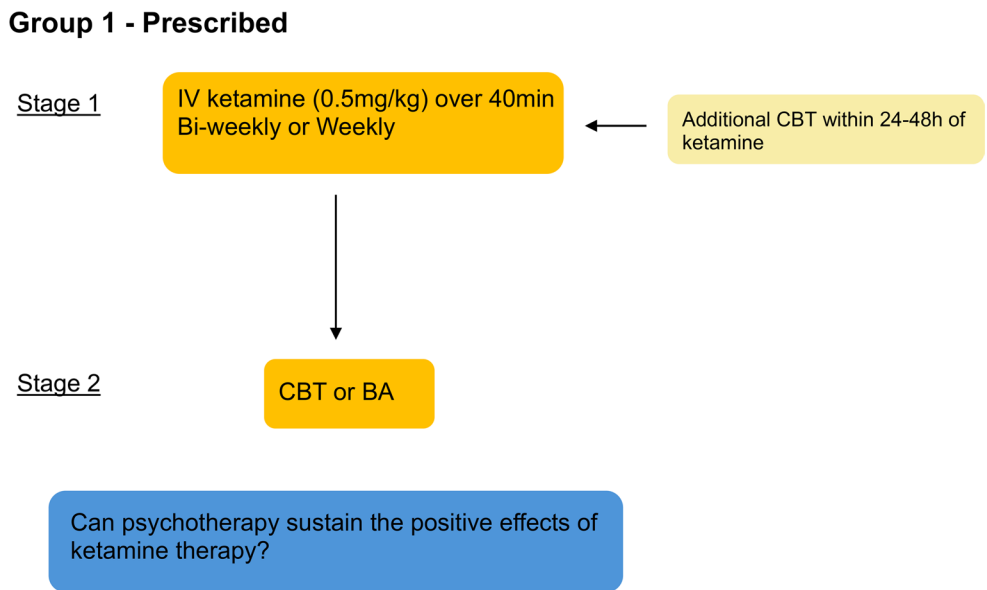 Group 1 - Prescribed
Stage 1
IV ketamine (0.5mg/kg) over 40min
Bi-weekly or Weekly
Additional CBT within 24-48h of
ketamine
Stage 2
CBT or BA
Can psychotherapy sustain the positive effects of
ketamine therapy?